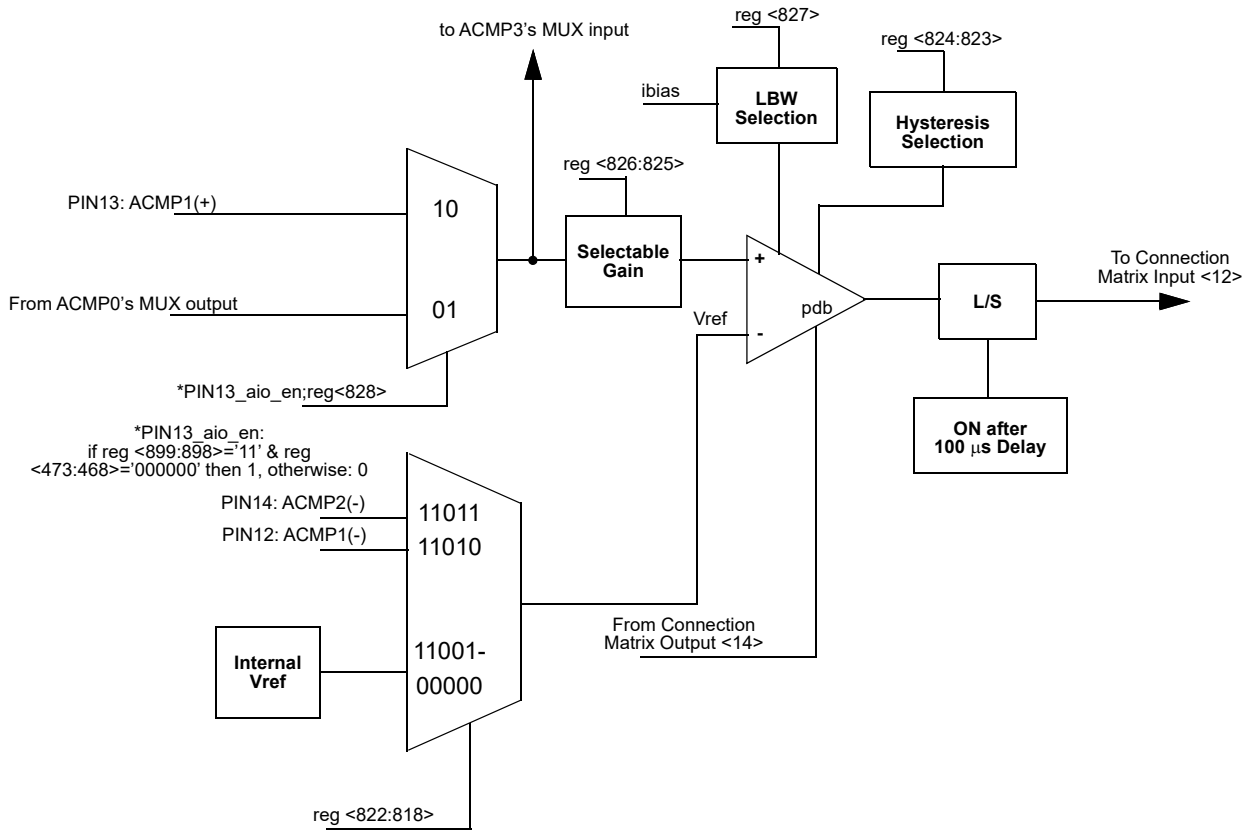 reg <827>
to ACMP3's MUX input
reg <824:823>
ibias
LBW
Selection
Hysteresis
Selection
reg <826:825>
PIN13: ACMP1(+)
10
Selectable
Gain
+
To Connection
Matrix Input <12>
From ACMP0's MUX output
01
Vref
pdb
-
L/S
*PIN13_aio_en;reg<828>
ON after
100 μs Delay
*PIN13_aio_en:
if reg <899:898>='11' & reg
<473:468>='000000' then 1, otherwise: 0
PIN14: ACMP2(-)
11011
PIN12: ACMP1(-)
11010
From Connection
Matrix Output <14>
Internal
Vref
11001-
00000
reg <822:818>